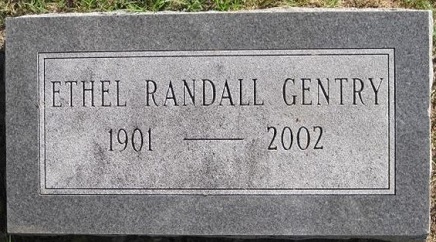 ETHEL RANDALL GENTRY
1901 — 2002